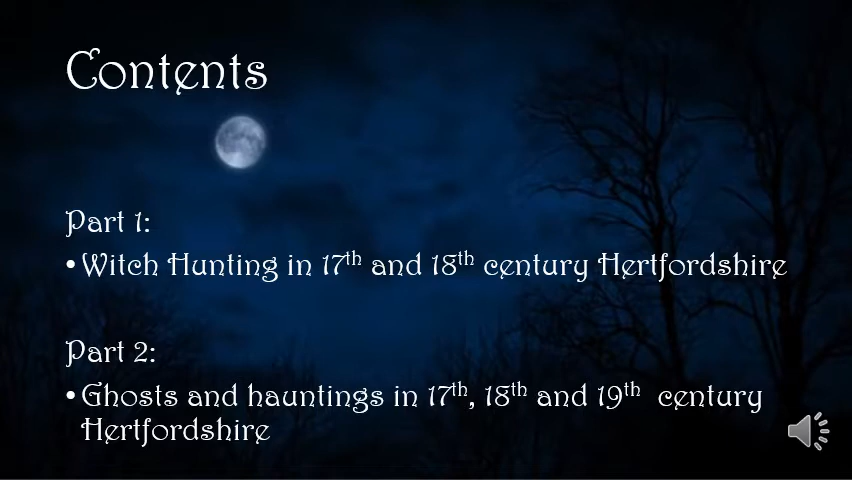 Contents
Part 1:
• Witch Hunting in 17th and 18th century Hertfordshire
Part 2:
• Ghosts and hauntings in 17th, 18th and 19th century
Hertfordshire